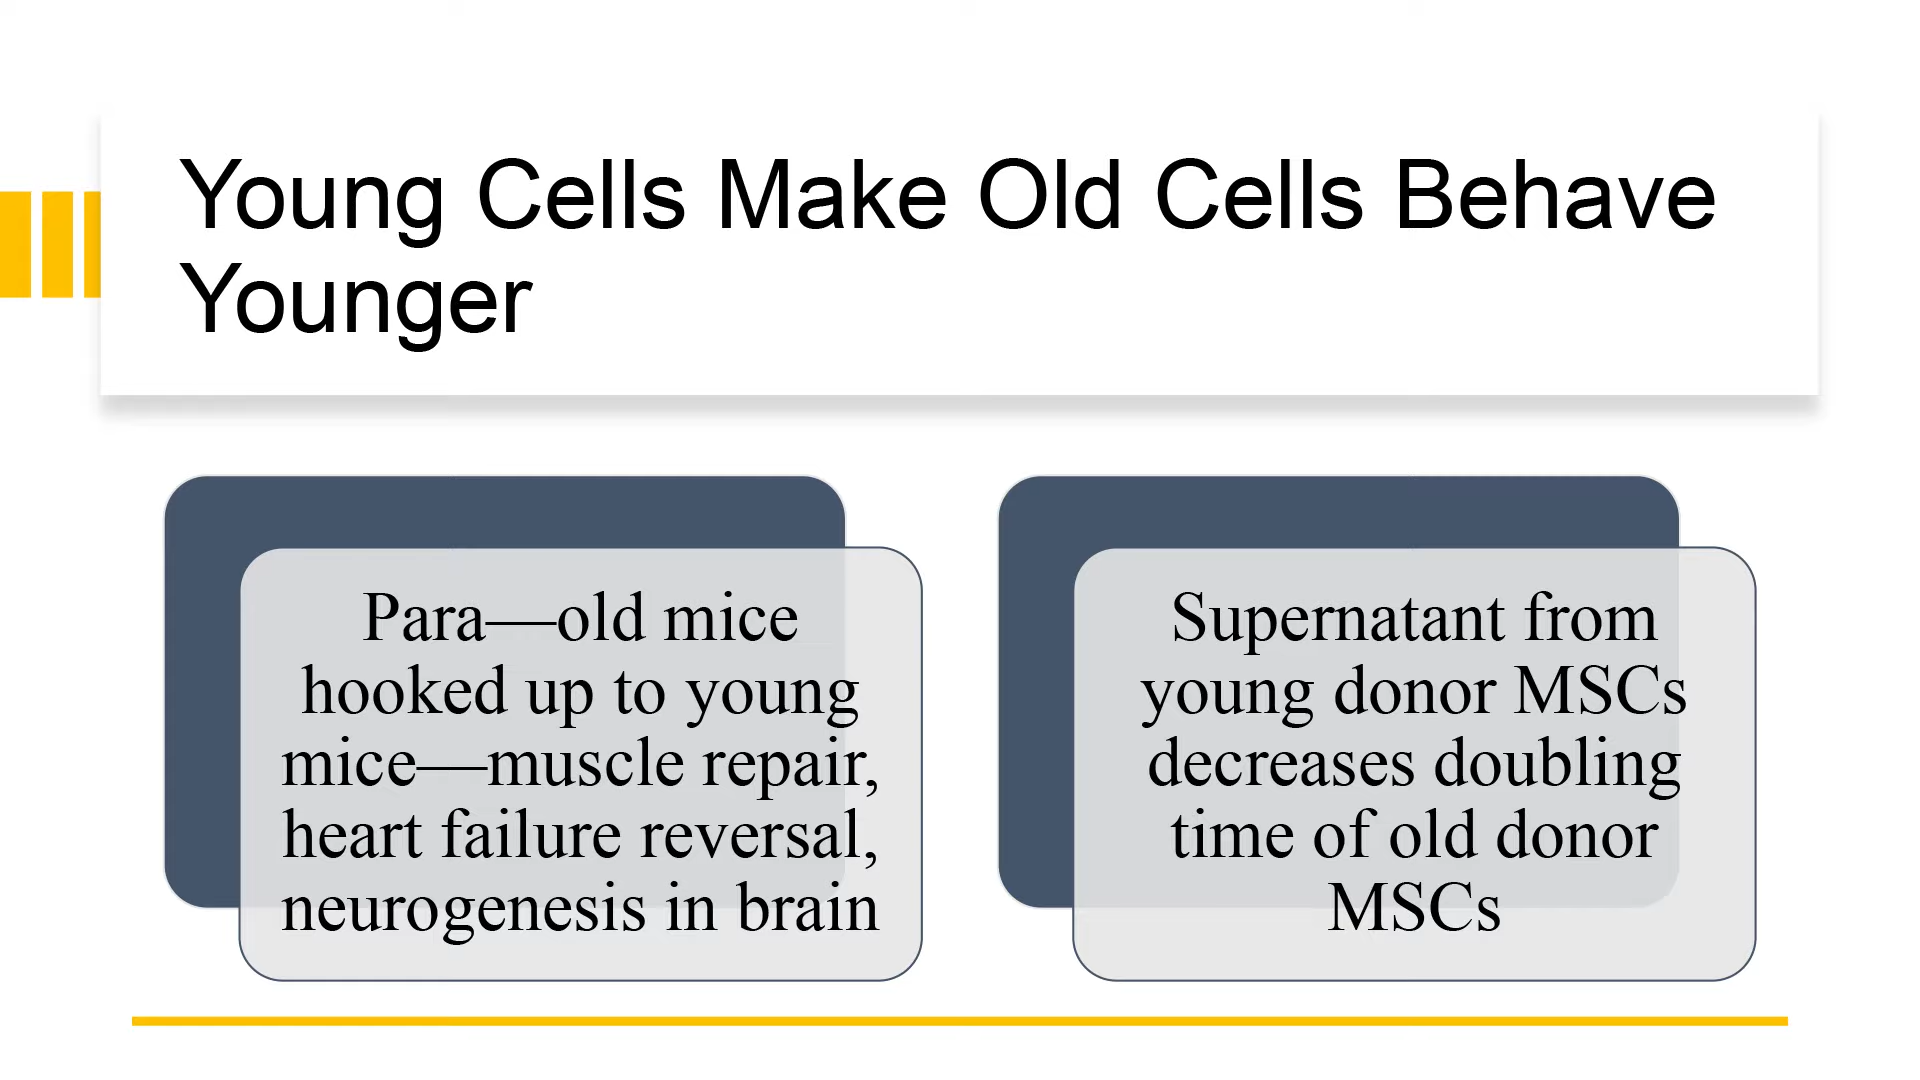 Young Cells Make Old Cells Behave
Younger
Para—old mice
hooked up to young
mice—muscle repair,
heart failure reversal,
neurogenesis in brain
Supernatant from
young donor MSCs
decreases doubling
time of old donor
MSCs